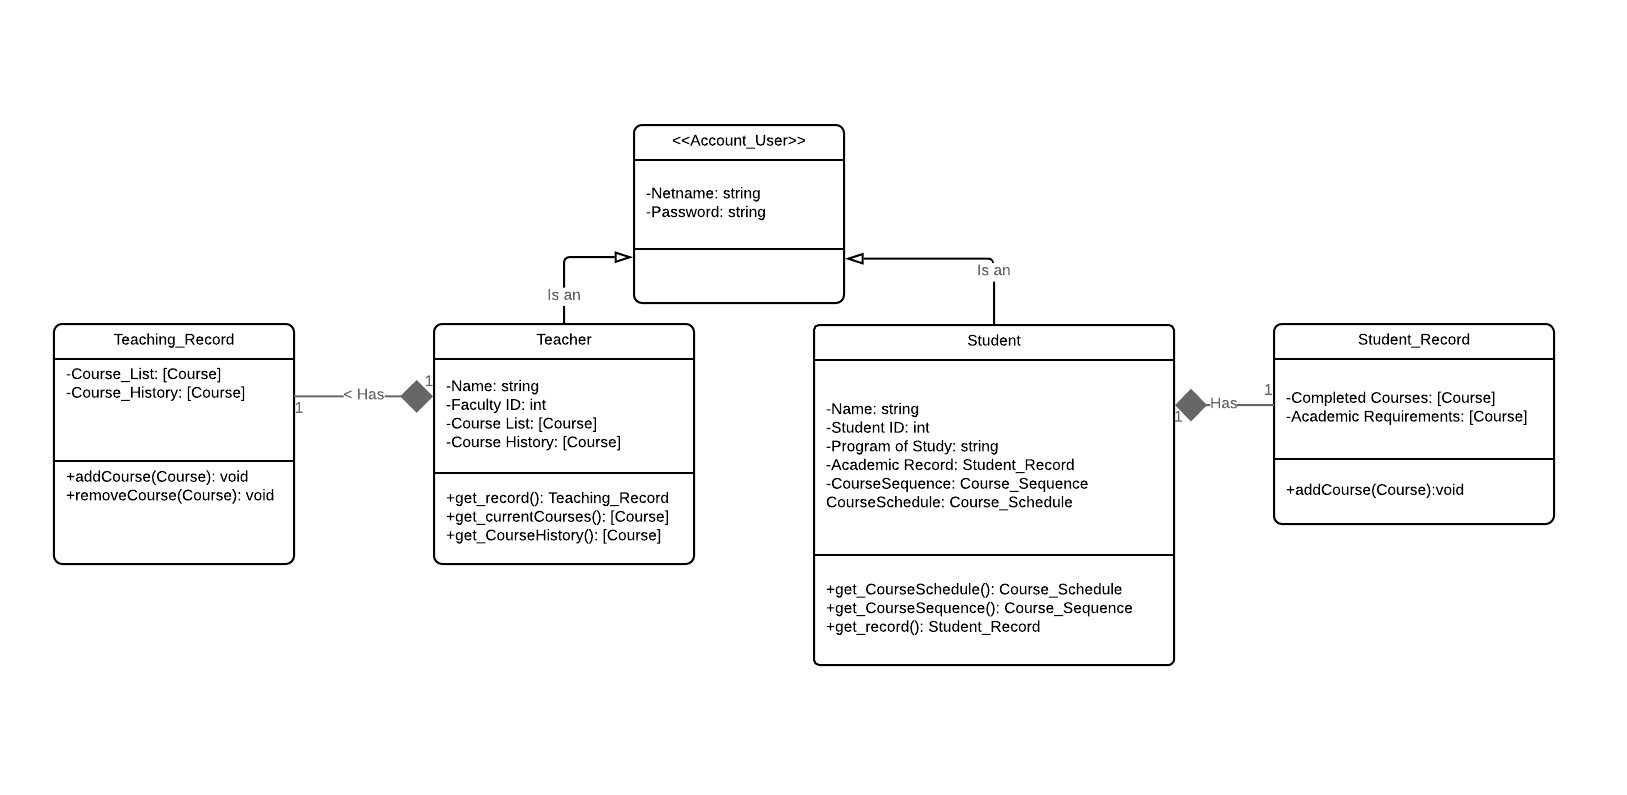 <<Account_User>>
-Netname: string
-Password: string
Is an
Is an
Teaching_Record
-Course_List: [Course]
-Course_History: [Course]
+addCourse(Course): void
+removeCourse(Course): void
1
< Has
1
Teacher
-Name: string
-Faculty ID: int
-Course List: [Course]
-Course History: [Course]
+get_record(): Teaching_Record
+get_currentCourses(): [Course]
+get_CourseHistory(): [Course]
Student
-Name: string
-Student ID: int
-Program of Study: string
-Academic Record: Student_Record
-CourseSequence: Course_Sequence
CourseSchedule: Course_Schedule
+get_CourseSchedule(): Course_Schedule
+get_CourseSequence(): Course_Sequence
+get_record(): Student_Record
1
Has
1
Student_Record
-Completed Courses: [Course]
-Academic Requirements: [Course]
+addCourse(Course):void